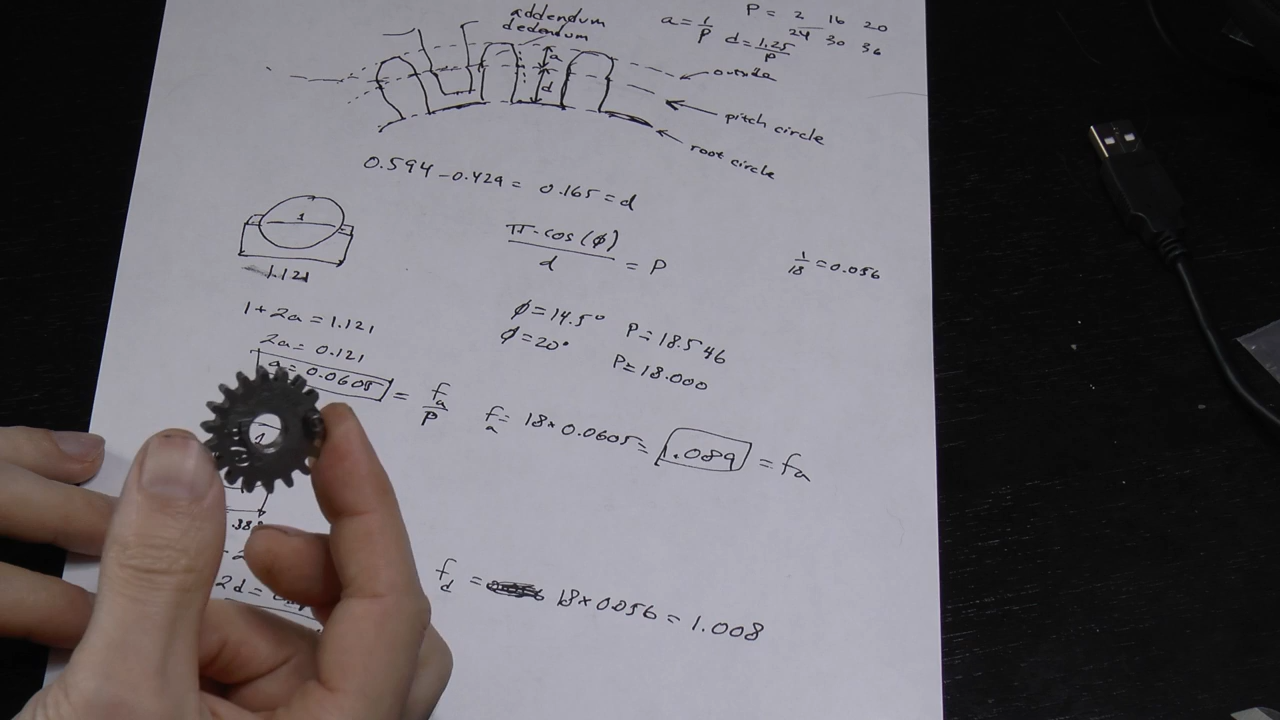 addendum
dedendum
a
d
a = 1/P
d = 1.25/P
P = 2 16 20
24 30 36
outside
pitch circle
root circle
0.594 - 0.429 = 0.165 = d
1
1.121
π·cos(ϕ)/d = P
1/18 = 0.056
1 + 2a = 1.121
2a = 0.121
a = 0.0605 = fa/P
ϕ = 14.5° P = 18.546
ϕ = 20° P = 18.000
fa = 18 × 0.0605 = 1.089 = fa
1
.38
2d =
fd = 18 × 0.056 = 1.008